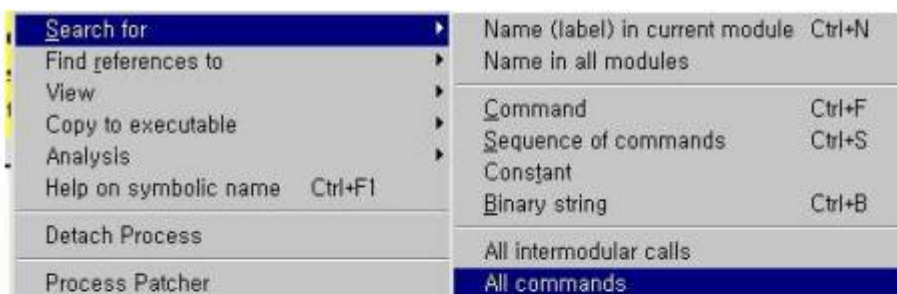 Search for
Find references to
View
Copy to executable
Analysis
Help on symbolic name Ctrl+F1
Detach Process
Process Patcher
Name (label) in current module Ctrl+N
Name in all modules
Command Ctrl+F
Sequence of commands Ctrl+S
Constant
Binary string Ctrl+B
All intermodular calls
All commands